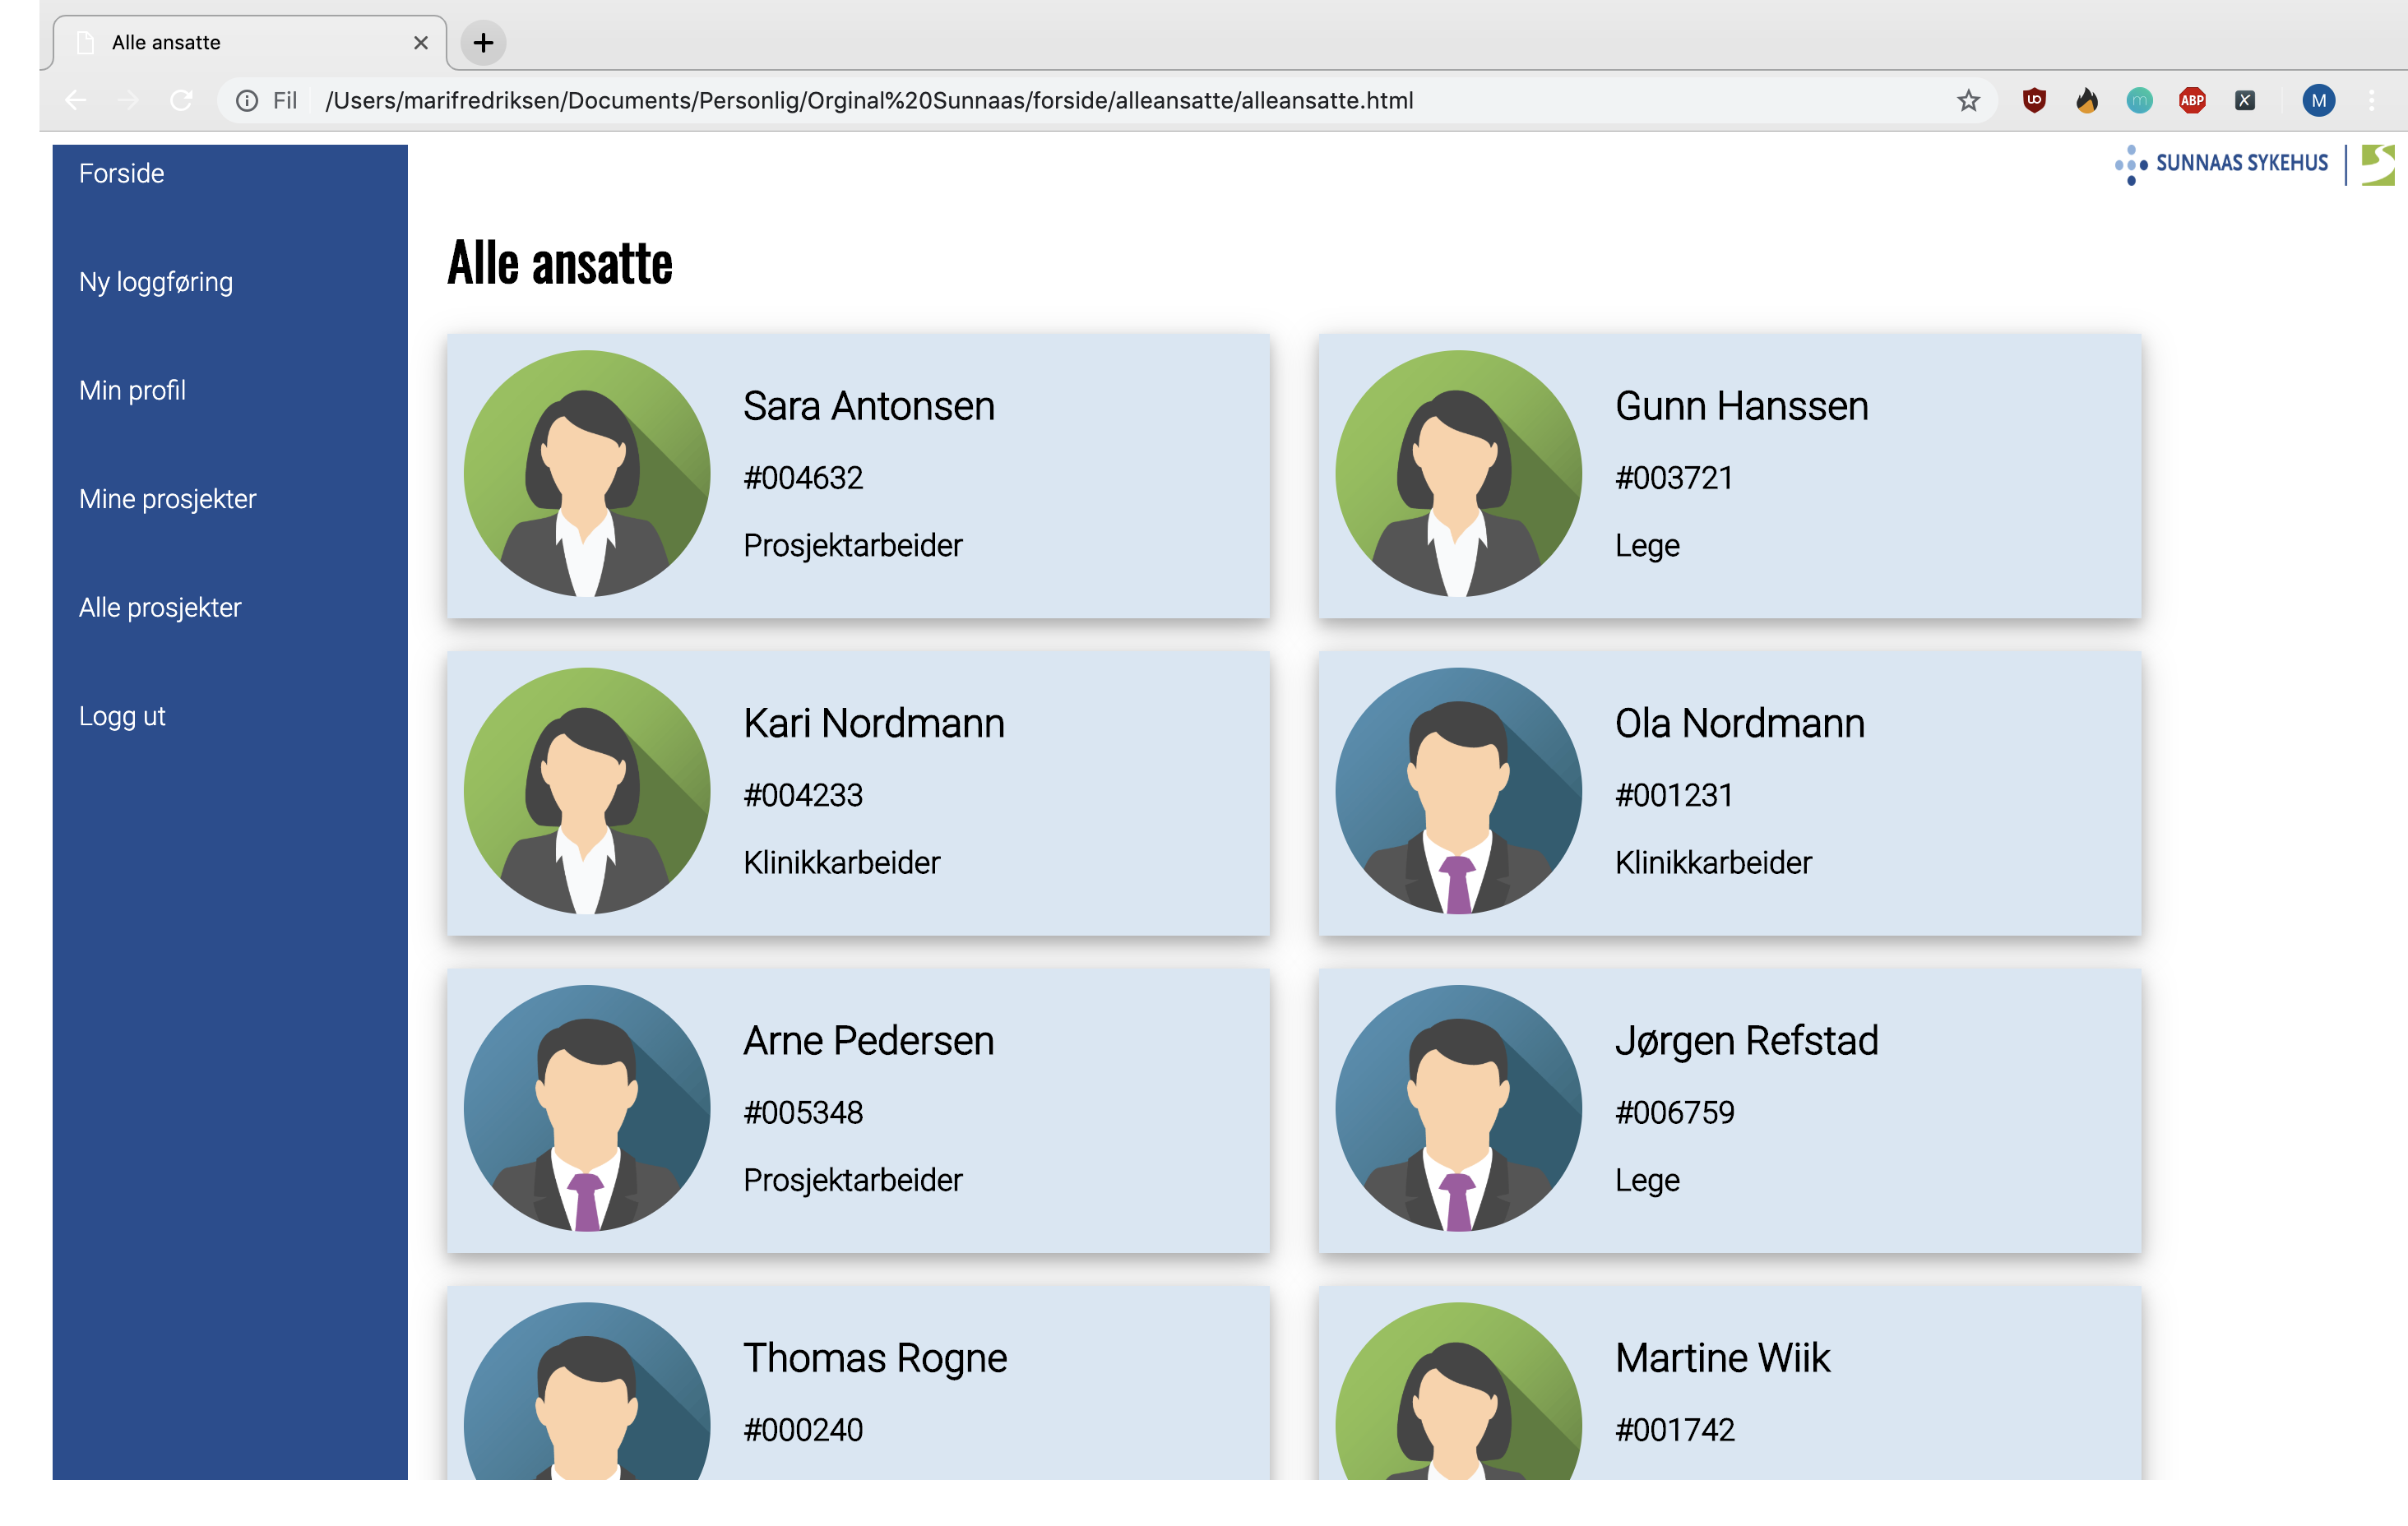 Alle ansatte
Fil /Users/marifredriksen/Documents/Personlig/Orginal%20Sunnaas/forside/alleansatte/alleansatte.html
ABP
M
SUNNAAS SYKEHUS
Forside
Ny loggføring
Min profil
Mine prosjekter
Alle prosjekter
Logg ut
Alle ansatte
Sara Antonsen
#004632
Prosjektarbeider
Gunn Hanssen
#003721
Lege
Kari Nordmann
#004233
Klinikkarbeider
Ola Nordmann
#001231
Klinikkarbeider
Arne Pedersen
#005348
Prosjektarbeider
Jørgen Refstad
#006759
Lege
Thomas Rogne
#000240
Martine Wiik
#001742